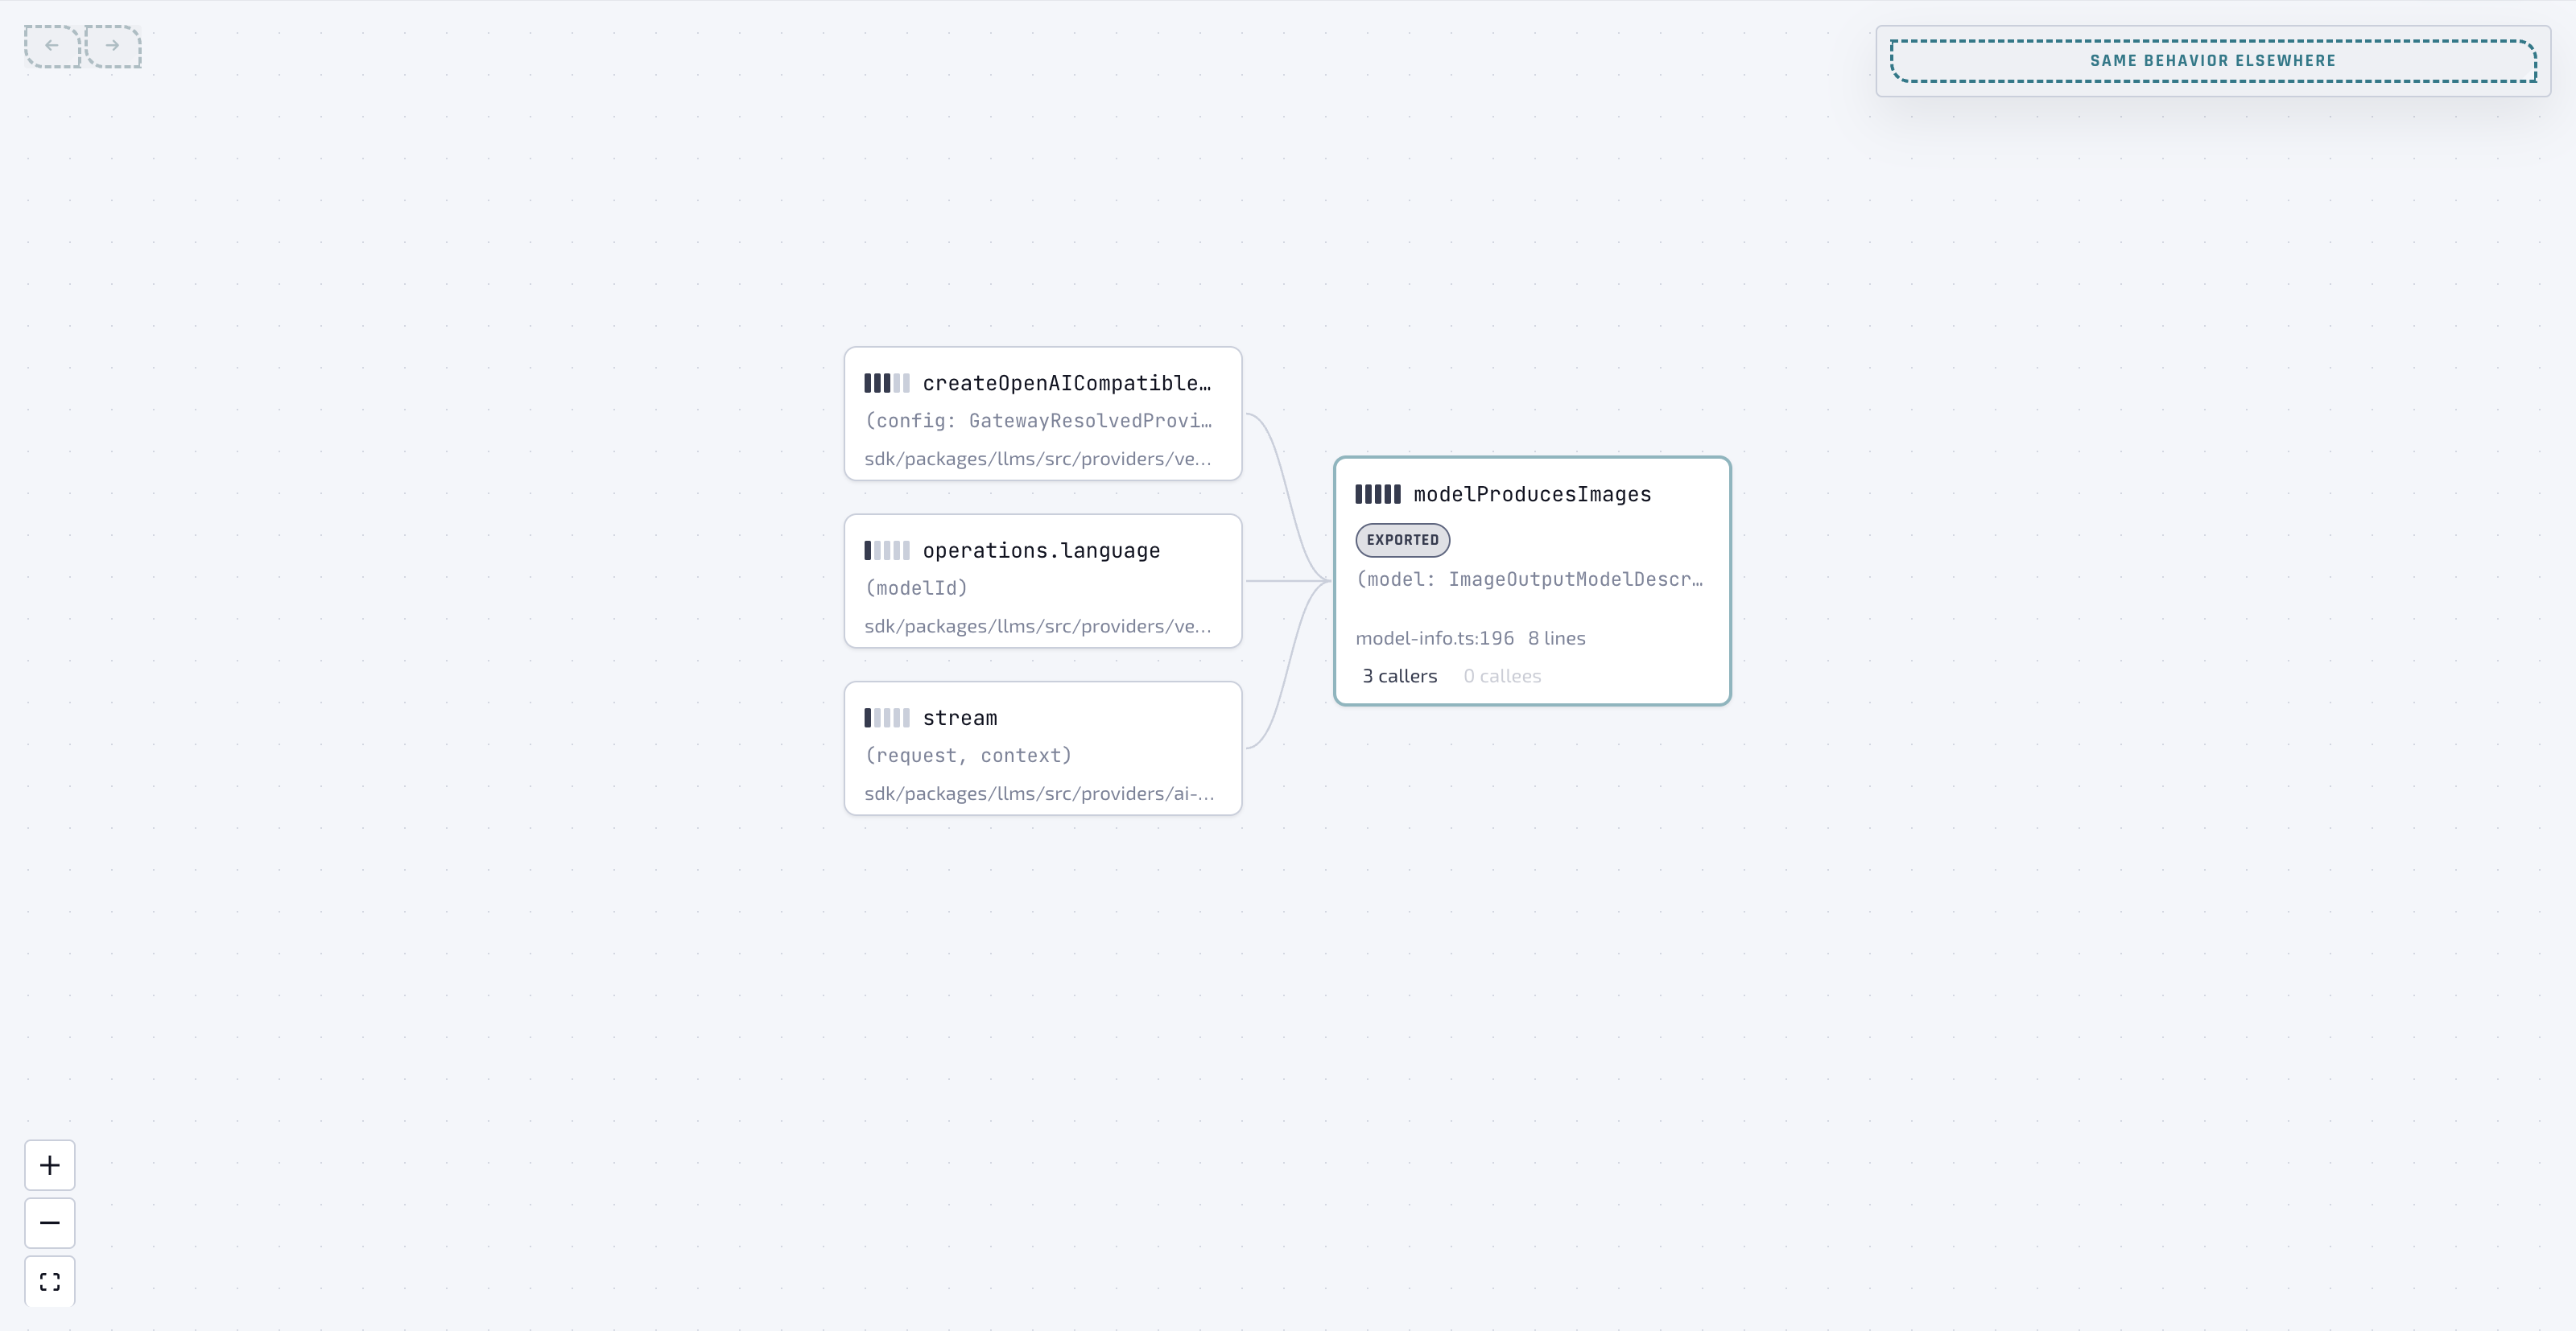 SAME BEHAVIOR ELSEWHERE
createOpenAICompatible…
(config: GatewayResolvedProvi…
sdk/packages/llms/src/providers/ve…
operations.language
(modelId)
sdk/packages/llms/src/providers/ve…
stream
(request, context)
sdk/packages/llms/src/providers/ai-…
modelProducesImages
EXPORTED
(model: ImageOutputModelDescr…
model-info.ts:196 8 lines
3 callers 0 callees